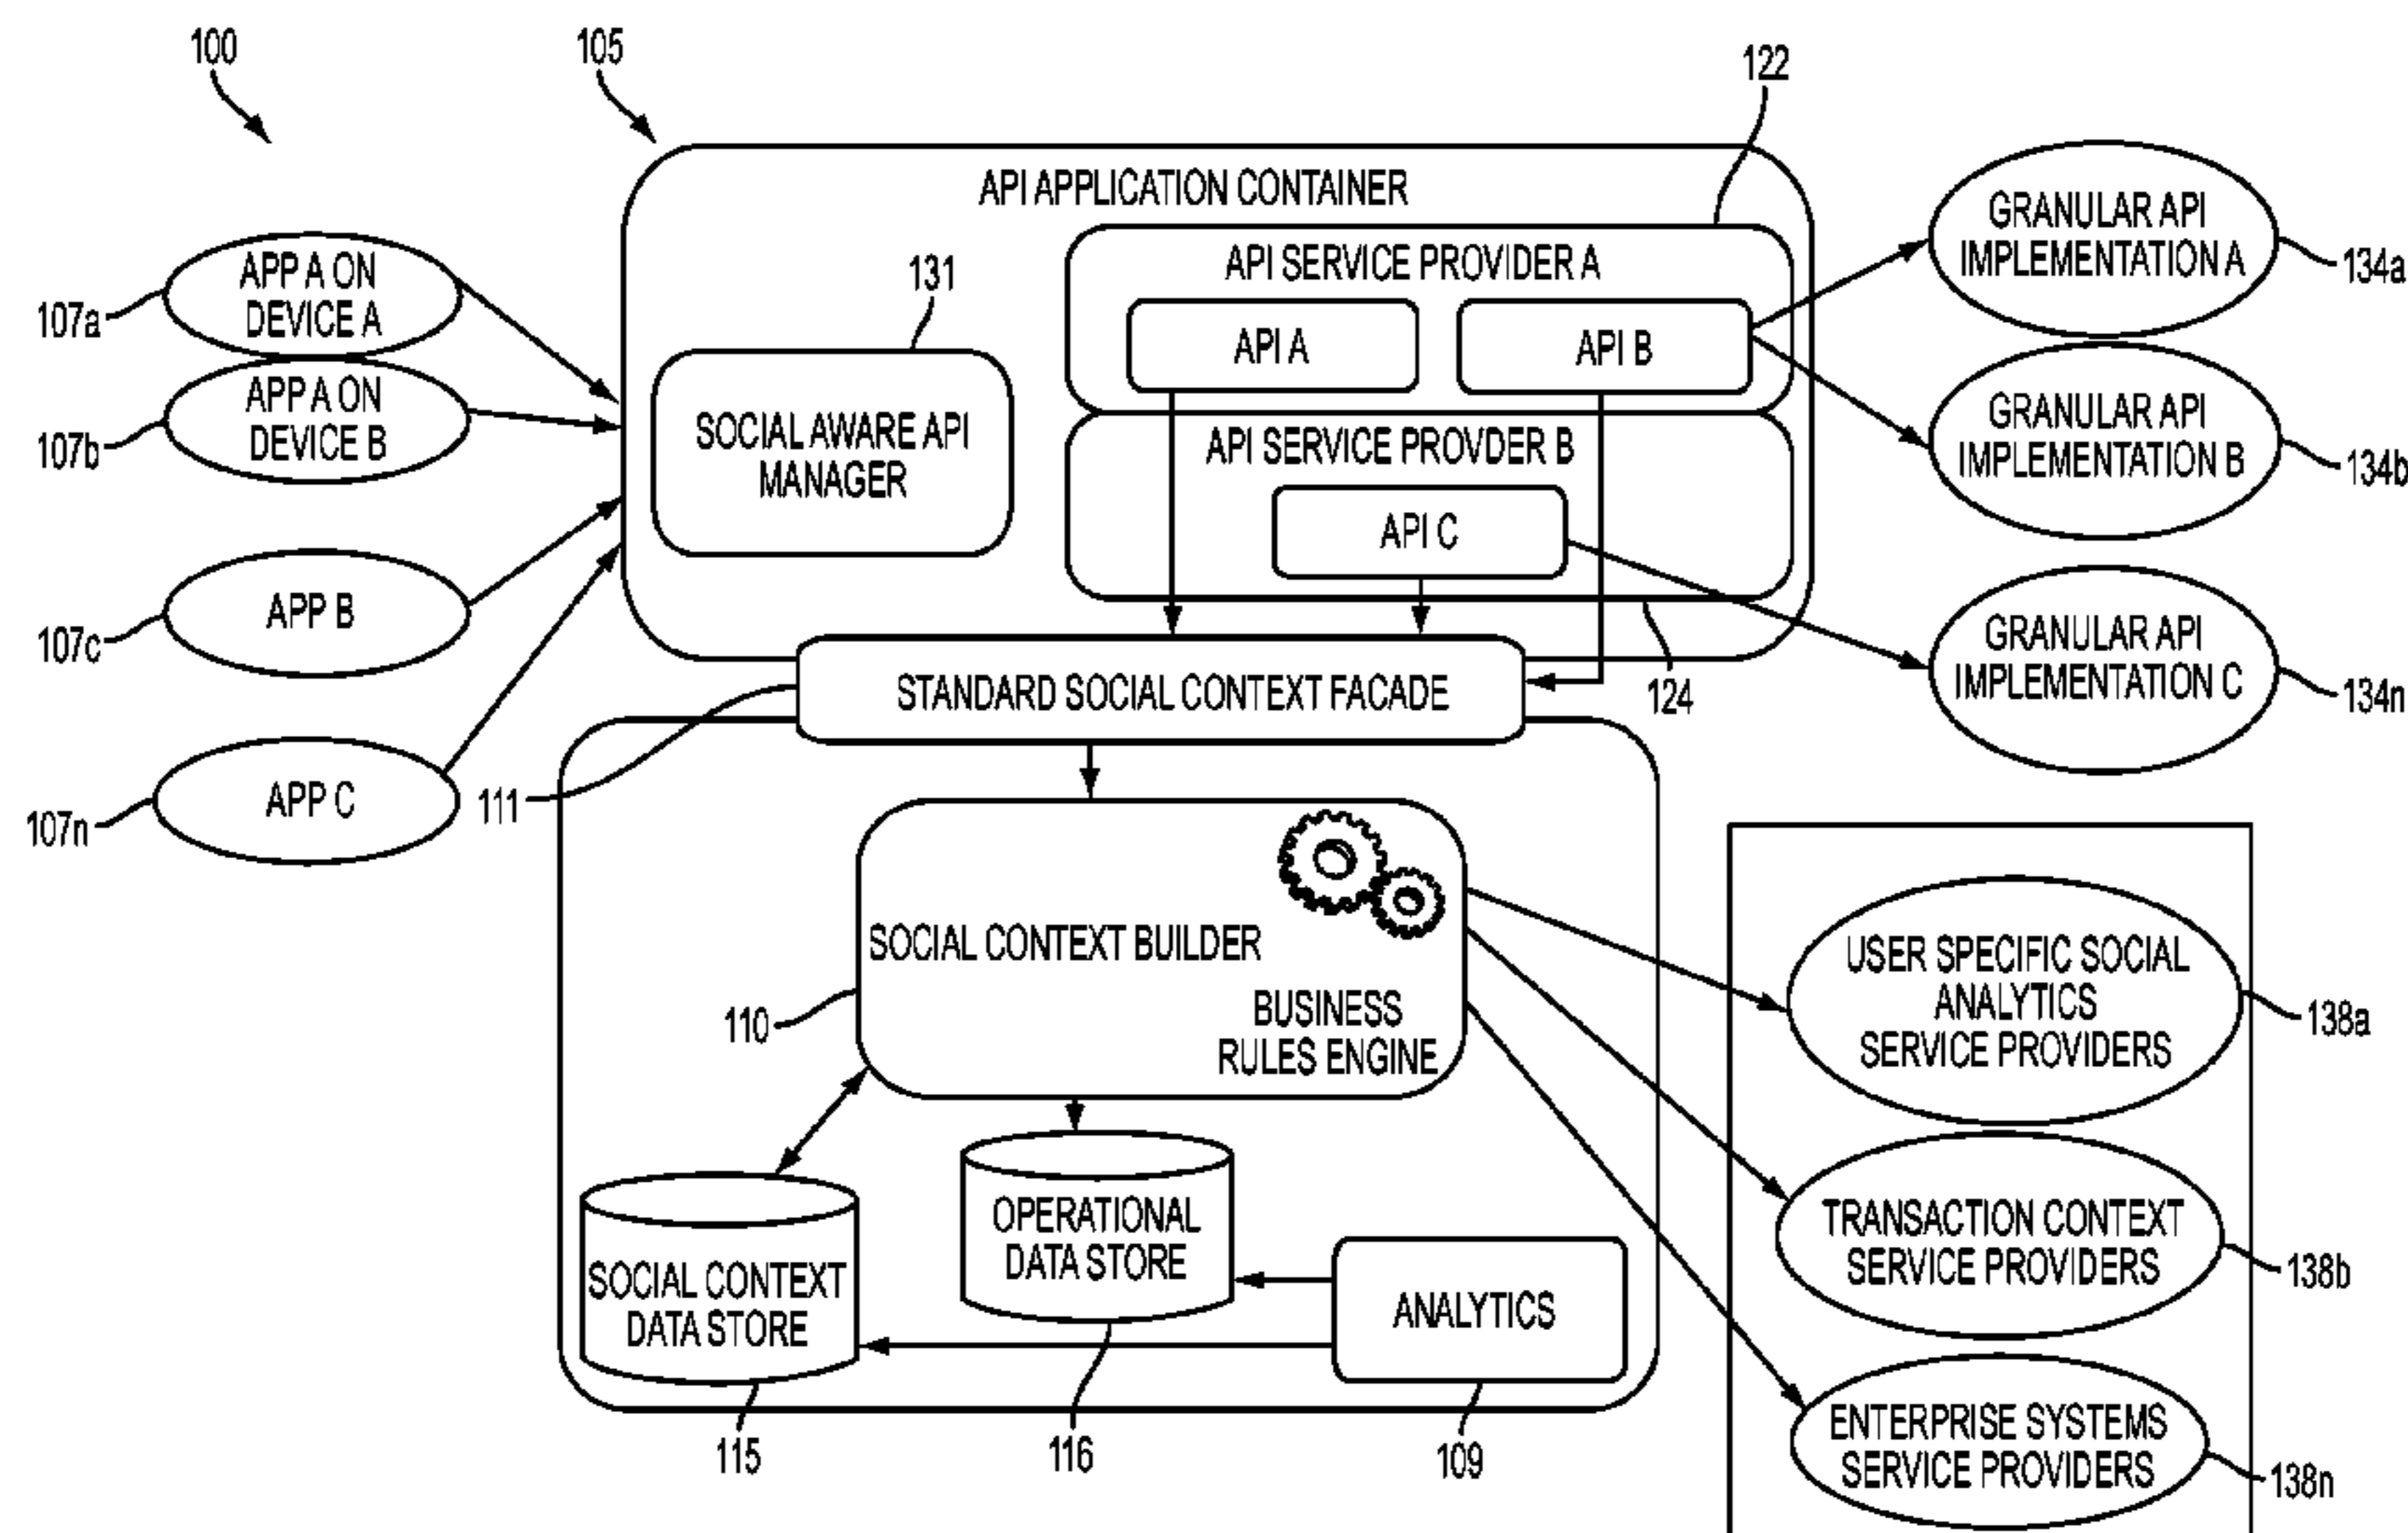 100
105
122
API APPLICATION CONTAINER
GRANULAR API
IMPLEMENTATION A
134a
APP A ON
DEVICE A
107a
131
API SERVICE PROVIDER A
API A
API B
APP A ON
DEVICE B
107b
SOCIAL AWARE API
MANAGER
API SERVICE PROVDER B
API C
GRANULAR API
IMPLEMENTATION B
134b
APP B
107c
GRANULAR API
IMPLEMENTATION C
134n
STANDARD SOCIAL CONTEXT FACADE
124
APP C
107n
111
SOCIAL CONTEXT BUILDER
BUSINESS
RULES ENGINE
110
USER SPECIFIC SOCIAL
ANALYTICS
SERVICE PROVIDERS
138a
OPERATIONAL
DATA STORE
TRANSACTION CONTEXT
SERVICE PROVIDERS
138b
SOCIAL CONTEXT
DATA STORE
ANALYTICS
ENTERPRISE SYSTEMS
SERVICE PROVIDERS
138n
115
116
109